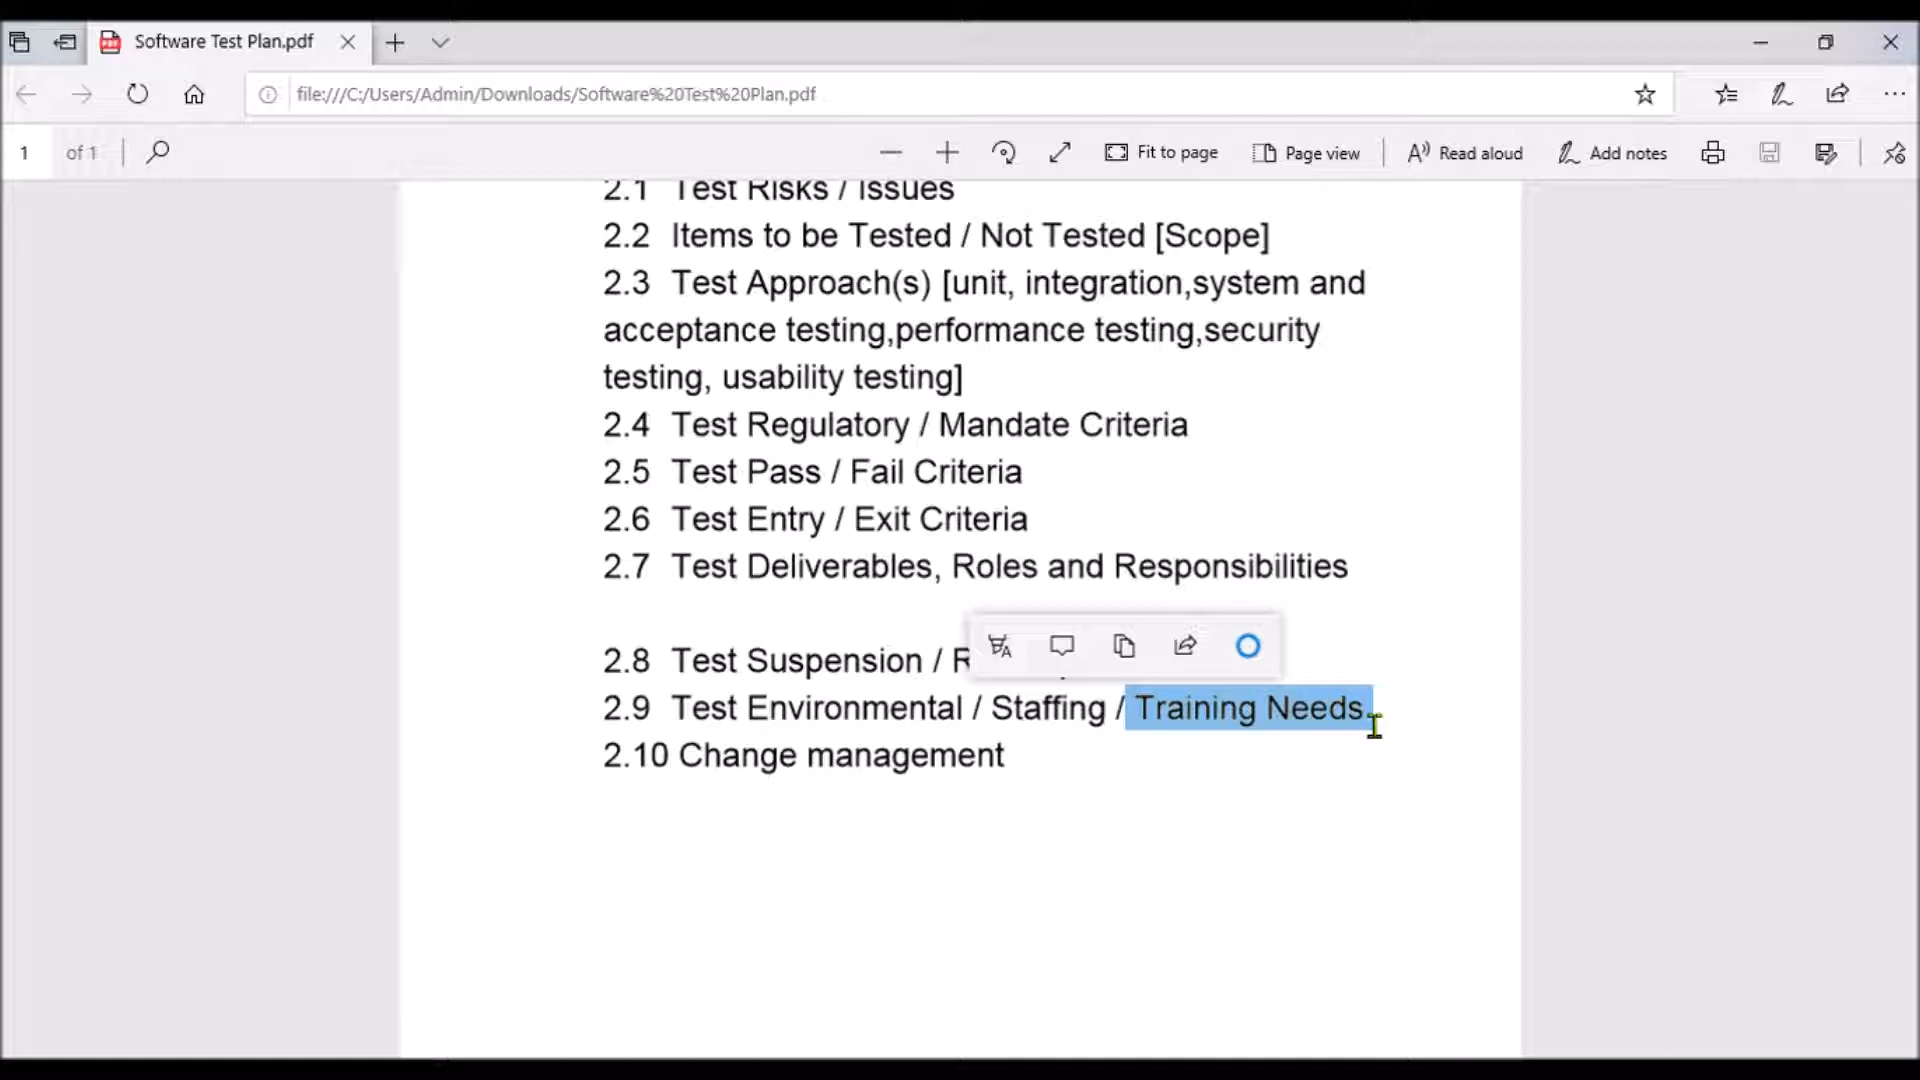 Software Test Plan.pdf
file:///C:/Users/Admin/Downloads/Software%20Test%20Plan.pdf
1 of 1 Fit to page Page view Read aloud Add notes
2.1 Test Risks / Issues
2.2 Items to be Tested / Not Tested [Scope]
2.3 Test Approach(s) [unit, integration,system and
acceptance testing,performance testing,security
testing, usability testing]
2.4 Test Regulatory / Mandate Criteria
2.5 Test Pass / Fail Criteria
2.6 Test Entry / Exit Criteria
2.7 Test Deliverables, Roles and Responsibilities
2.8 Test Suspension /
2.9 Test Environmental / Staffing / Training Needs
2.10 Change management